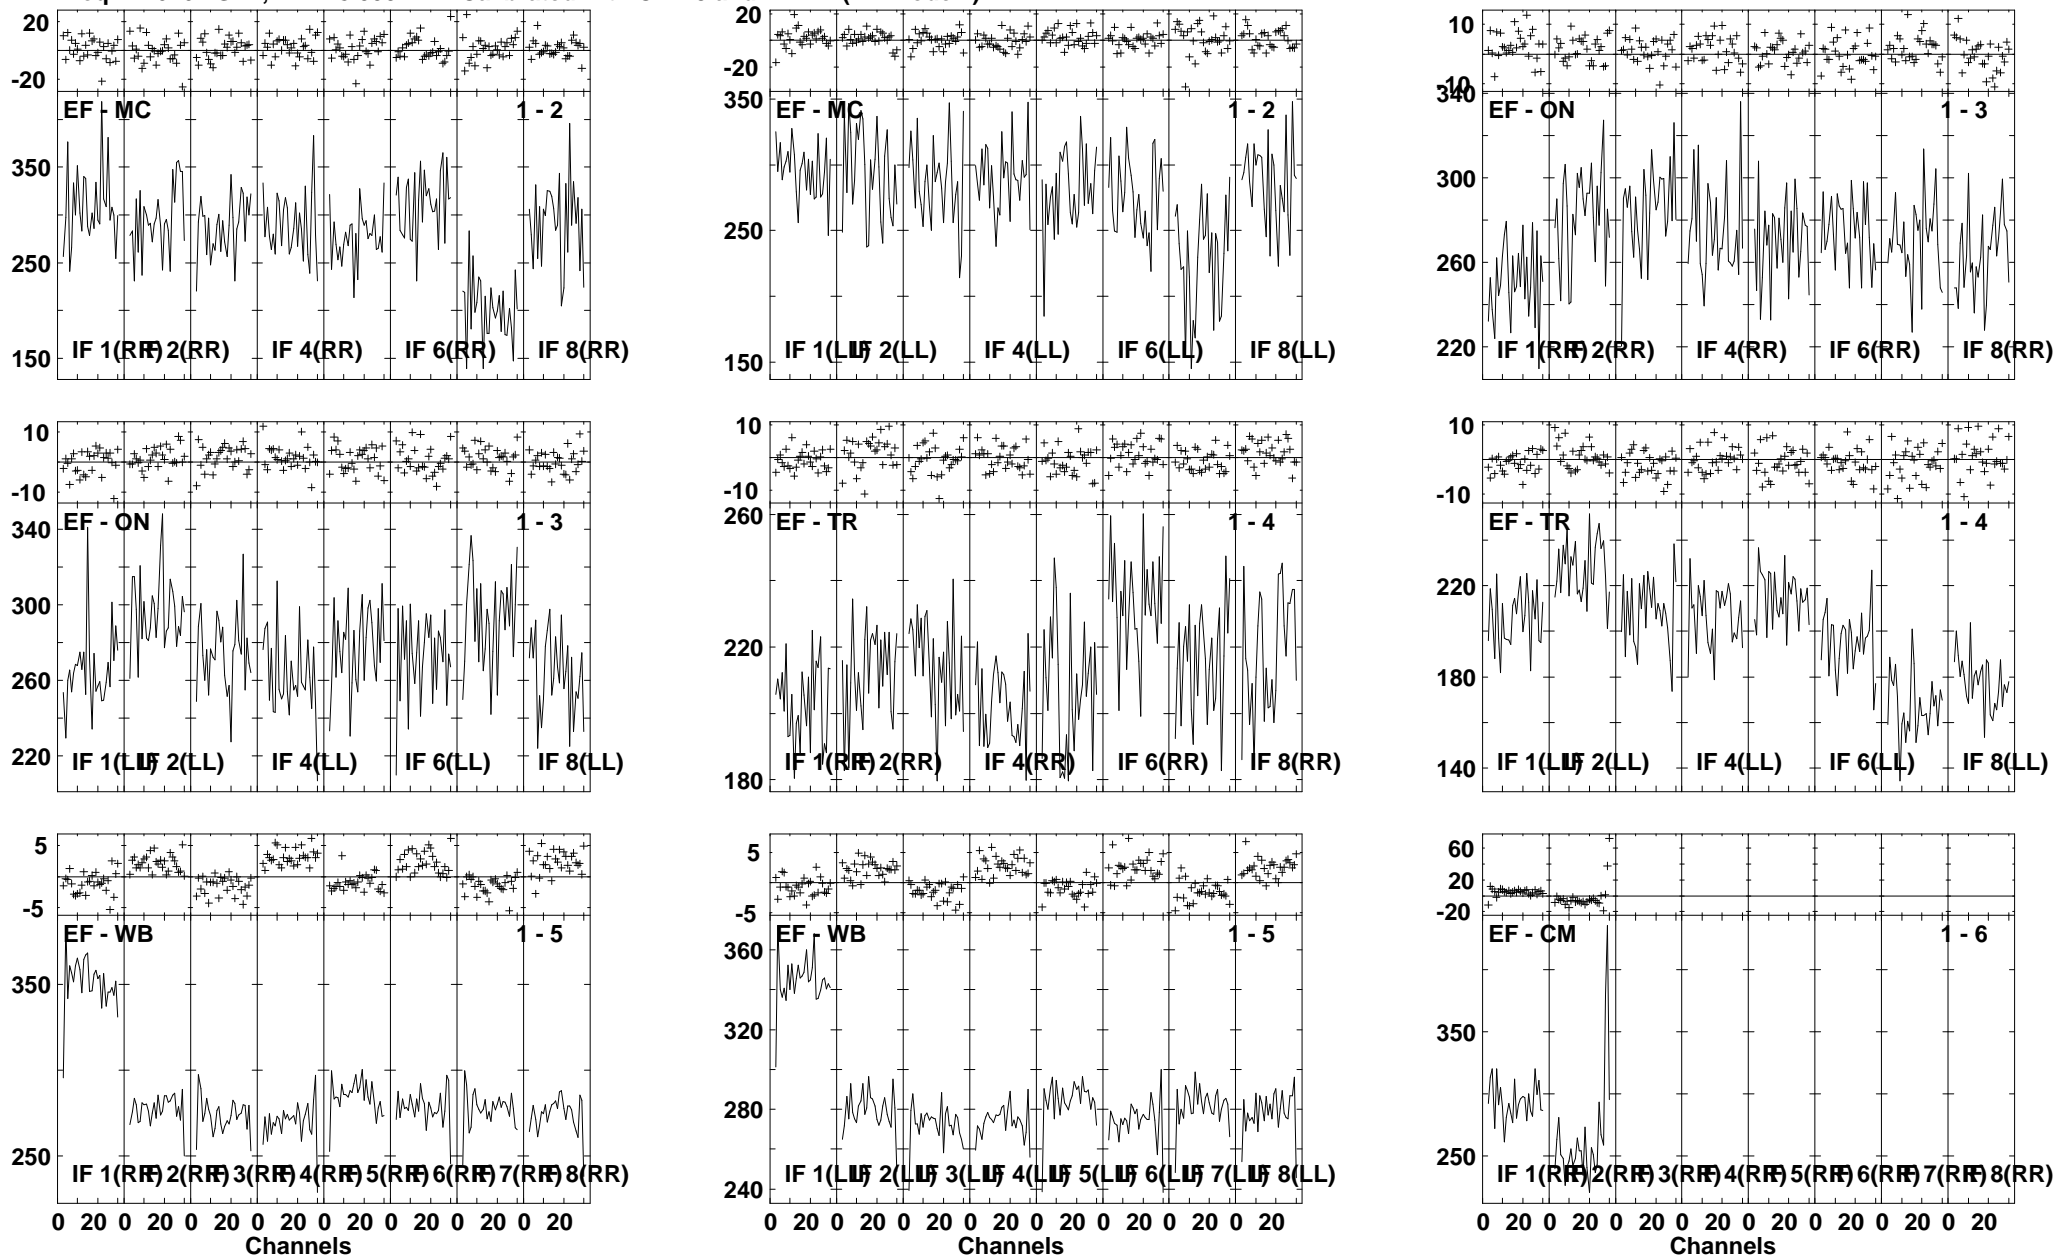 20
-20
EF - MC 1 - 2
350
250
150
IF 1(RR) IF 2(RR) IF 4(RR) IF 6(RR) IF 8(RR)
20
-20
350
EF - MC 1 - 2
250
150
IF 1(LL) IF 2(LL) IF 4(LL) IF 6(LL) IF 8(LL)
10
-10
340
EF - ON 1 - 3
300
260
220
IF 1(RR) IF 2(RR) IF 4(RR) IF 6(RR) IF 8(RR)
10
-10
EF - ON 1 - 3
340
300
260
220
IF 1(LL) IF 2(LL) IF 4(LL) IF 6(LL) IF 8(LL)
10
-10
260
EF - TR 1 - 4
220
180
IF 1(RR) IF 2(RR) IF 4(RR) IF 6(RR) IF 8(RR)
10
-10
EF - TR 1 - 4
220
180
140
IF 1(LL) IF 2(LL) IF 4(LL) IF 6(LL) IF 8(LL)
5
-5
EF - WB 1 - 5
350
250
IF 1(RR) IF 2(RR) IF 3(RR) IF 4(RR) IF 5(RR) IF 6(RR) IF 7(RR) IF 8(RR)
0 20 0 20 0 20 0 20 0 20 0 20 0 20 0 20
Channels
5
-5
EF - WB 1 - 5
360
320
280
240
IF 1(LL) IF 2(LL) IF 3(LL) IF 4(LL) IF 5(LL) IF 6(LL) IF 7(LL) IF 8(LL)
0 20 0 20 0 20 0 20 0 20 0 20 0 20 0 20
Channels
60
20
-20
EF - CM 1 - 6
350
250
IF 1(RR) IF 2(RR) IF 3(RR) IF 4(RR) IF 5(RR) IF 6(RR) IF 7(RR) IF 8(RR)
0 20 0 20 0 20 0 20 0 20 0 20 0 20 0 20
Channels